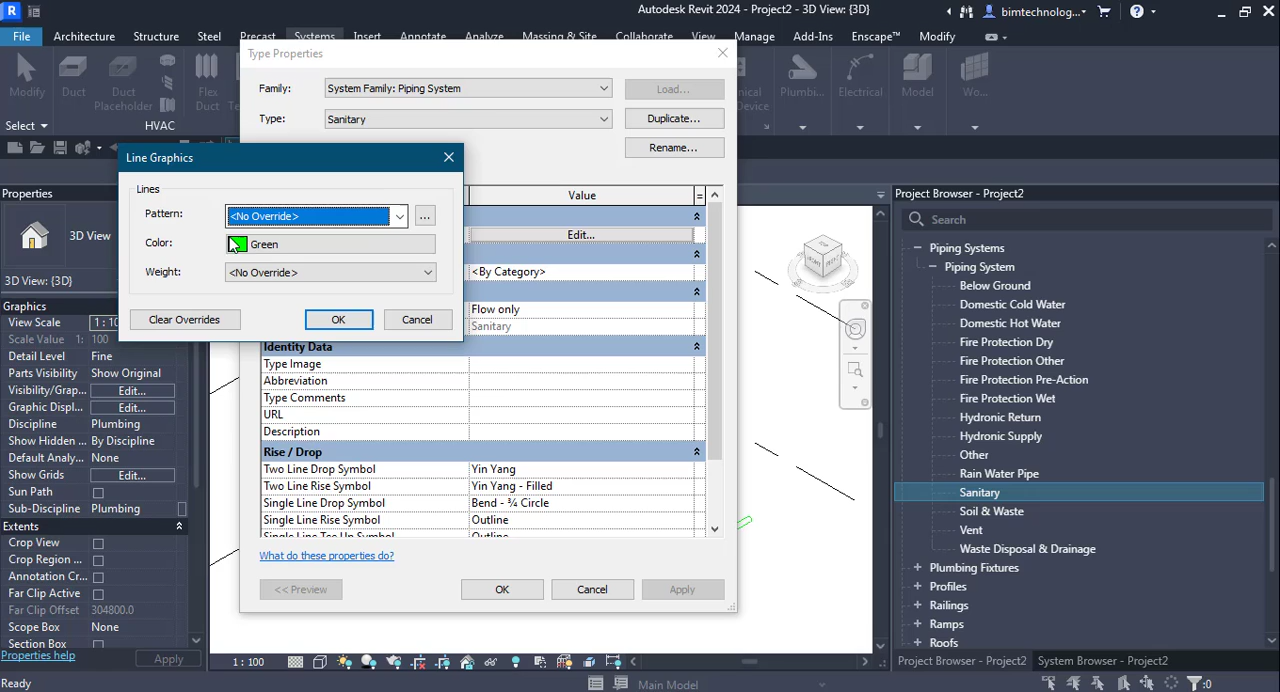 R
Autodesk Revit 2024 - Project2 - 3D View: {3D}
bimtechnolog...
File
Architecture
Structure
Steel
Precast
Systems
Insert
Annotate
Analyze
Massing & Site
Collaborate
View
Manage
Add-Ins
Enscape™
Modify
Modify
Duct
Duct
Placeholder
Flex
Duct
Device
Plumbi...
Electrical
Model
Wo...
Select
HVAC
Type Properties
Family:
System Family: Piping System
Load...
Type:
Sanitary
Duplicate...
Rename...
Value
=
Edit...
<By Category>
Flow only
Sanitary
Identity Data
Type Image
Abbreviation
Type Comments
URL
Description
Rise / Drop
Two Line Drop Symbol
Yin Yang
Two Line Rise Symbol
Yin Yang - Filled
Single Line Drop Symbol
Bend - ¾ Circle
Single Line Rise Symbol
Outline
Single Line Tee Up Symbol
Outline
What do these properties do?
<< Preview
OK
Cancel
Apply
Line Graphics
Lines
Pattern:
<No Override>
...
Color:
Green
Weight:
<No Override>
Clear Overrides
OK
Cancel
Properties
3D View
3D View: {3D}
Graphics
View Scale
1 : 10
Scale Value 1:
100
Detail Level
Fine
Parts Visibility
Show Original
Visibility/Grap...
Edit...
Graphic Displ...
Edit...
Discipline
Plumbing
Show Hidden ...
By Discipline
Default Analy...
None
Show Grids
Edit...
Sun Path
Sub-Discipline
Plumbing
Extents
Crop View
Crop Region ...
Annotation Cr...
Far Clip Active
Far Clip Offset
304800.0
Scope Box
None
Section Box
Properties help
Apply
Project Browser - Project2
Search
Piping Systems
Piping System
Below Ground
Domestic Cold Water
Domestic Hot Water
Fire Protection Dry
Fire Protection Other
Fire Protection Pre-Action
Fire Protection Wet
Hydronic Return
Hydronic Supply
Other
Rain Water Pipe
Sanitary
Soil & Waste
Vent
Waste Disposal & Drainage
Plumbing Fixtures
Profiles
Railings
Ramps
Roofs
Project Browser - Project2
System Browser - Project2
1 : 100
Ready
Main Model
:0